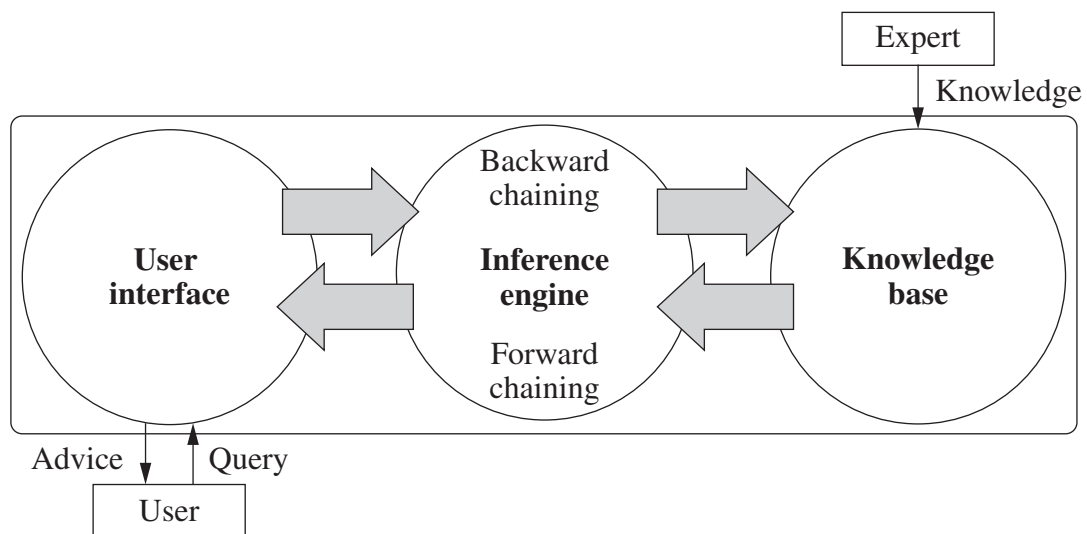 Expert
Knowledge
Backward
chaining
User
interface
Inference
engine
Knowledge
base
Forward
chaining
Advice
Query
User